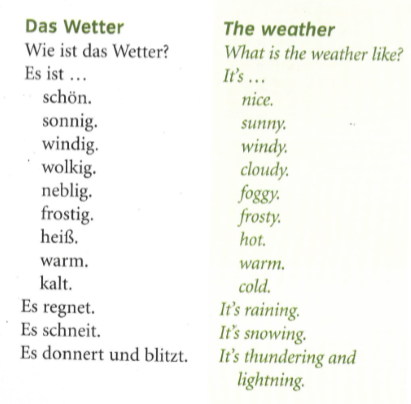 Das Wetter
Wie ist das Wetter?
Es ist ...
schön.
sonnig.
windig.
wolkig.
neblig.
frostig.
heiß.
warm.
kalt.
Es regnet.
Es schneit.
Es donnert und blitzt.
The weather
What is the weather like?
It's ...
nice.
sunny.
windy.
cloudy.
foggy.
frosty.
hot.
warm.
cold.
It's raining.
It's snowing.
It's thundering and
lightning.